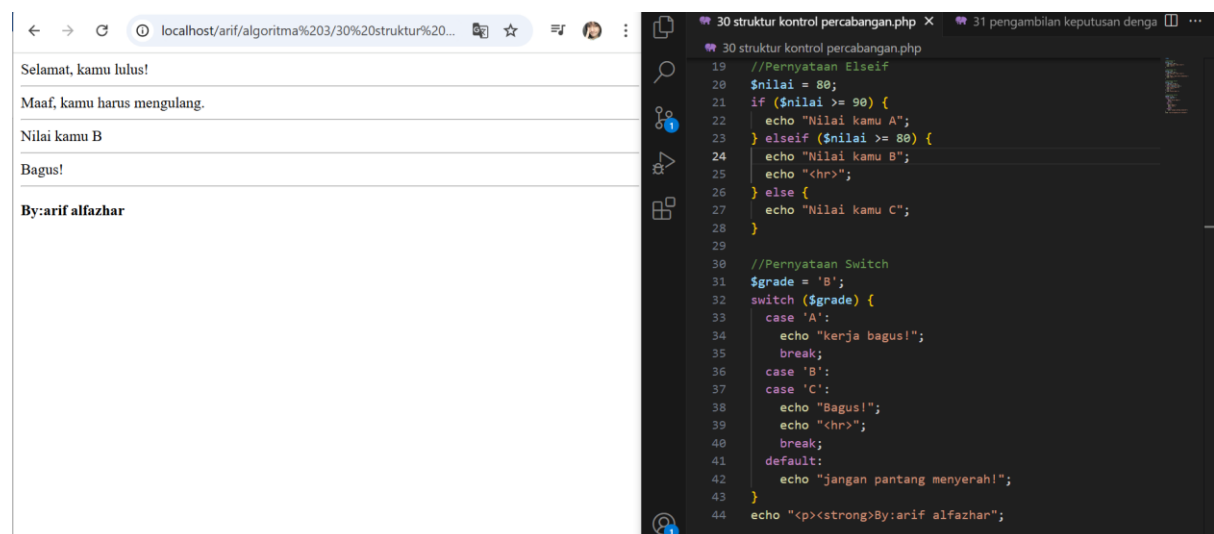 localhost/arif/algoritma%203/30%20struktur%20...
Selamat, kamu lulus!
Maaf, kamu harus mengulang.
Nilai kamu B
Bagus!
By:arif alfazhar
30 struktur kontrol percabangan.php
31 pengambilan keputusan denga
30 struktur kontrol percabangan.php
19 //Pernyataan Elseif
20 $nilai = 80;
21 if ($nilai >= 90) {
22 echo "Nilai kamu A";
23 } elseif ($nilai >= 80) {
24 echo "Nilai kamu B";
25 echo "<hr>";
26 } else {
27 echo "Nilai kamu C";
28 }
29
30 //Pernyataan Switch
31 $grade = 'B';
32 switch ($grade) {
33 case 'A':
34 echo "kerja bagus!";
35 break;
36 case 'B':
37 case 'C':
38 echo "Bagus!";
39 echo "<hr>";
40 break;
41 default:
42 echo "jangan pantang menyerah!";
43 }
44 echo "<p><strong>By:arif alfazhar";
1
1